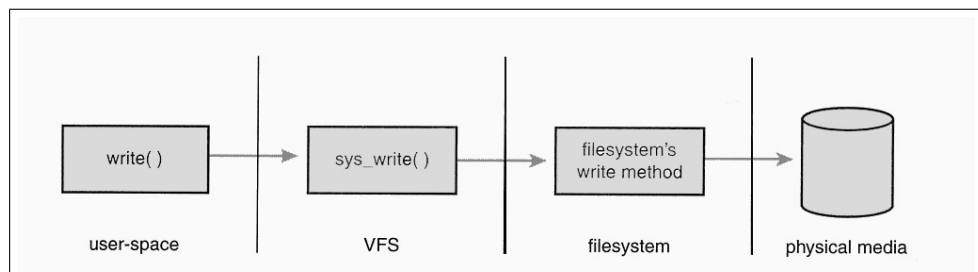 write( )
sys_write( )
filesystem's
write method
user-space
VFS
filesystem
physical media